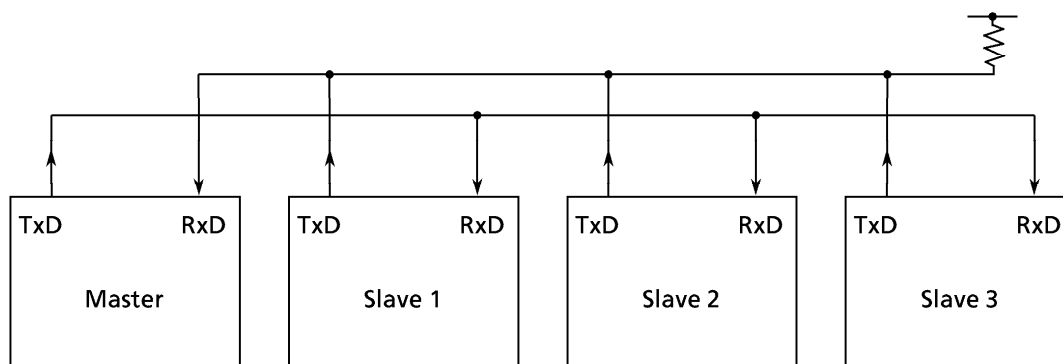 TxD RxD TxD RxD TxD RxD TxD RxD
Master Slave 1 Slave 2 Slave 3